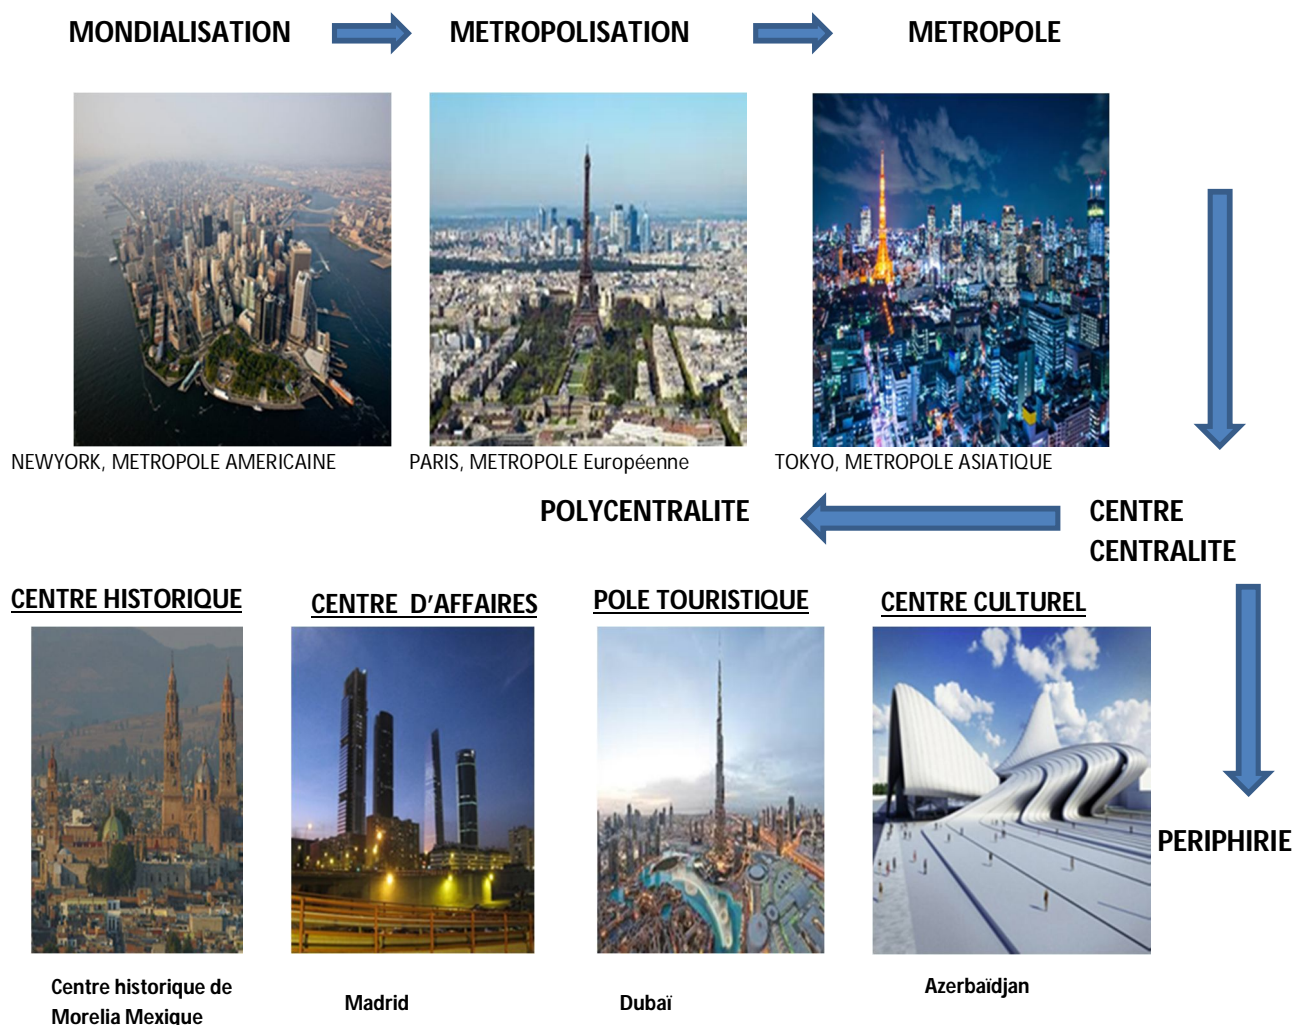 MONDIALISATION
METROPOLISATION
METROPOLE
NEWYORK, METROPOLE AMERICAINE
PARIS, METROPOLE Européenne
TOKYO, METROPOLE ASIATIQUE
POLYCENTRALITE
CENTRE
CENTRALITE
CENTRE HISTORIQUE
CENTRE D’AFFAIRES
POLE TOURISTIQUE
CENTRE CULTUREL
PERIPHIRIE
Centre historique de
Morelia Mexique
Madrid
Dubaï
Azerbaïdjan